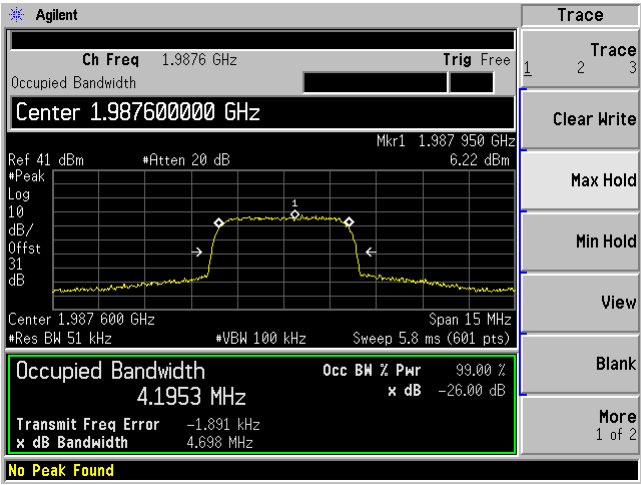 Agilent
Trace
Ch Freq 1.9876 GHz Trig Free
Occupied Bandwidth
Center 1.987600000 GHz
Mkr1 1.987 950 GHz
Ref 41 dBm #Atten 20 dB 6.22 dBm
#Peak
Log
10
dB/
Offst
31
dB
1
Center 1.987 600 GHz Span 15 MHz
#Res BW 51 kHz #VBW 100 kHz Sweep 5.8 ms (601 pts)
Occupied Bandwidth Occ BW % Pwr 99.00 %
4.1953 MHz x dB -26.00 dB
Transmit Freq Error -1.891 kHz
x dB Bandwidth 4.698 MHz
No Peak Found
Trace
1 2 3
Clear Write
Max Hold
Min Hold
View
Blank
More
1 of 2